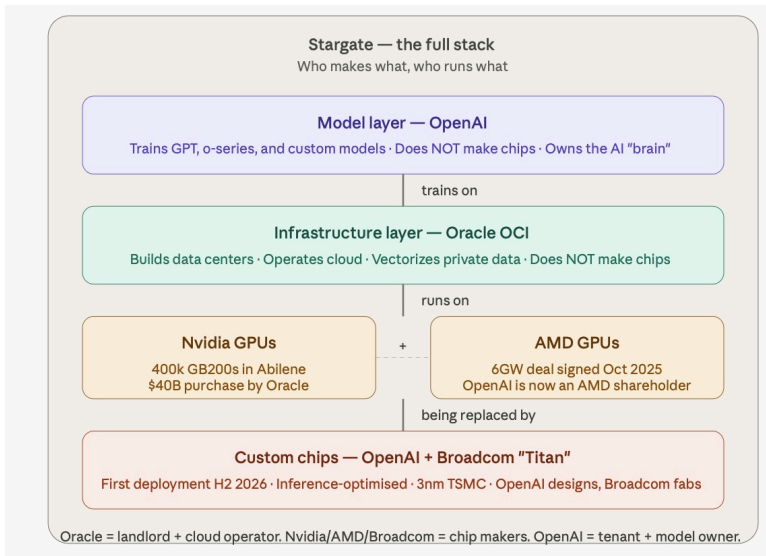 Stargate — the full stack
Who makes what, who runs what
Model layer — OpenAI
Trains GPT, o-series, and custom models · Does NOT make chips · Owns the AI "brain"
trains on
Infrastructure layer — Oracle OCI
Builds data centers · Operates cloud · Vectorizes private data · Does NOT make chips
runs on
Nvidia GPUs
400k GB200s in Abilene
$40B purchase by Oracle
+
AMD GPUs
6GW deal signed Oct 2025
OpenAI is now an AMD shareholder
being replaced by
Custom chips — OpenAI + Broadcom "Titan"
First deployment H2 2026 · Inference-optimised · 3nm TSMC · OpenAI designs, Broadcom fabs
Oracle = landlord + cloud operator. Nvidia/AMD/Broadcom = chip makers. OpenAI = tenant + model owner.